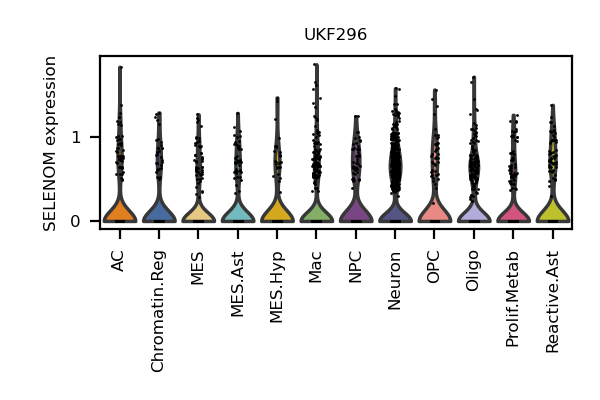 UKF296
SELENOM expression
1
0
AC
Chromatin.Reg
MES
MES.Ast
MES.Hyp
Mac
NPC
Neuron
OPC
Oligo
Prolif.Metab
Reactive.Ast